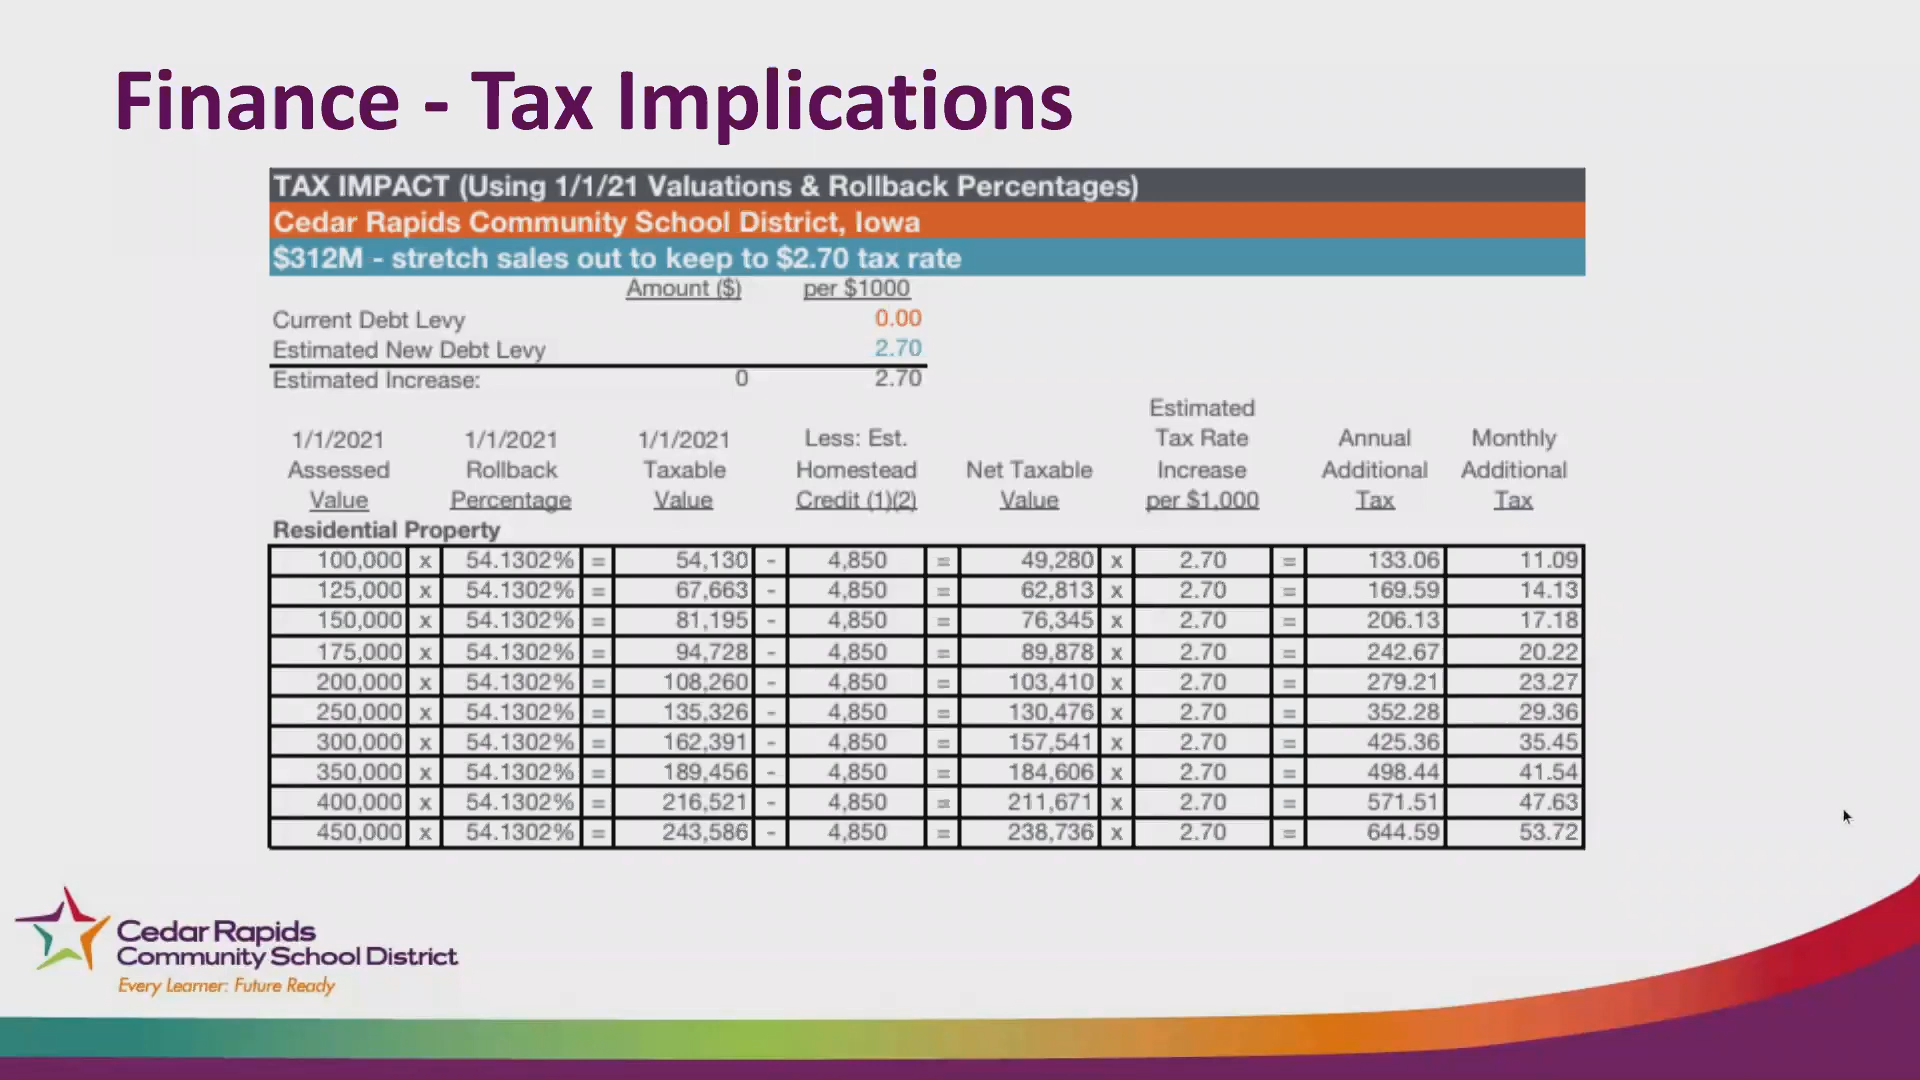 Finance - Tax Implications
TAX IMPACT (Using 1/1/21 Valuations & Rollback Percentages)
Cedar Rapids Community School District, Iowa
$312M - stretch sales out to keep to $2.70 tax rate
Amount ($) per $1000
Current Debt Levy 0.00
Estimated New Debt Levy 2.70
Estimated Increase: 0 2.70
Estimated
1/1/2021 1/1/2021 1/1/2021 Less: Est. Tax Rate Annual Monthly
Assessed Rollback Taxable Homestead Net Taxable Increase Additional Additional
Value Percentage Value Credit (1)(2) Value per $1,000 Tax Tax
Residential Property
100,000 x 54.1302% = 54,130 - 4,850 = 49,280 x 2.70 = 133.06 11.09
125,000 x 54.1302% = 67,663 - 4,850 = 62,813 x 2.70 = 169.59 14.13
150,000 x 54.1302% = 81,195 - 4,850 = 76,345 x 2.70 = 206.13 17.18
175,000 x 54.1302% = 94,728 - 4,850 = 89,878 x 2.70 = 242.67 20.22
200,000 x 54.1302% = 108,260 - 4,850 = 103,410 x 2.70 = 279.21 23.27
250,000 x 54.1302% = 135,326 - 4,850 = 130,476 x 2.70 = 352.28 29.36
300,000 x 54.1302% = 162,391 - 4,850 = 157,541 x 2.70 = 425.36 35.45
350,000 x 54.1302% = 189,456 - 4,850 = 184,606 x 2.70 = 498.44 41.54
400,000 x 54.1302% = 216,521 - 4,850 = 211,671 x 2.70 = 571.51 47.63
450,000 x 54.1302% = 243,586 - 4,850 = 238,736 x 2.70 = 644.59 53.72
Cedar Rapids
Community School District
Every Learner: Future Ready